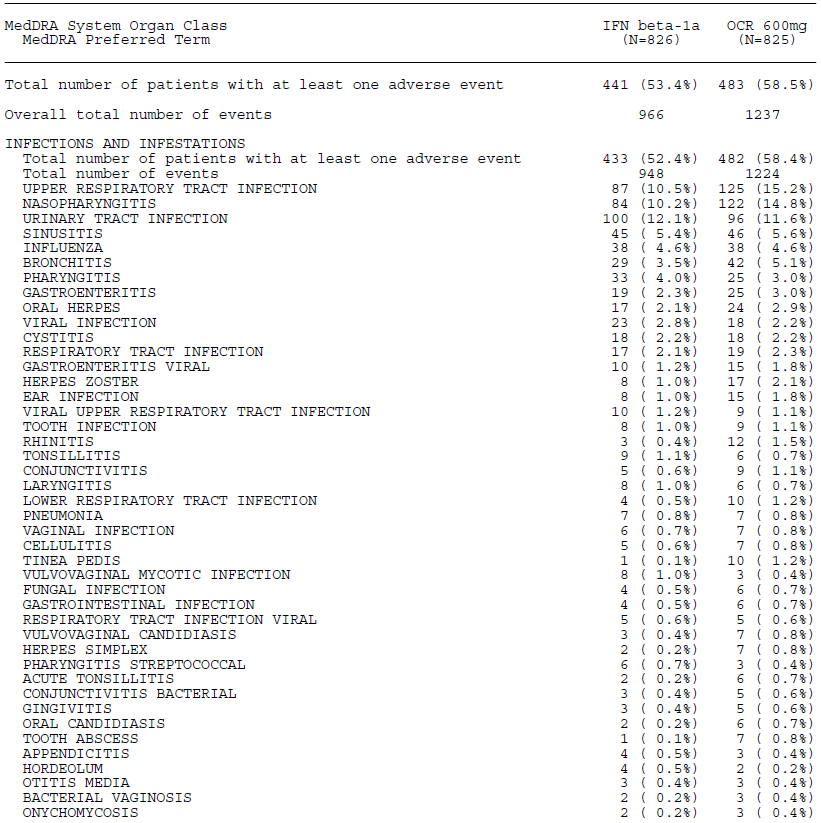 MedDRA System Organ Class IFN beta-1a OCR 600mg
MedDRA Preferred Term (N=826) (N=825)
Total number of patients with at least one adverse event 441 (53.4%) 483 (58.5%)
Overall total number of events 966 1237
INFECTIONS AND INFESTATIONS
Total number of patients with at least one adverse event 433 (52.4%) 482 (58.4%)
Total number of events 948 1224
UPPER RESPIRATORY TRACT INFECTION 87 (10.5%) 125 (15.2%)
NASOPHARYNGITIS 84 (10.2%) 122 (14.8%)
URINARY TRACT INFECTION 100 (12.1%) 96 (11.6%)
SINUSITIS 45 ( 5.4%) 46 ( 5.6%)
INFLUENZA 38 ( 4.6%) 38 ( 4.6%)
BRONCHITIS 29 ( 3.5%) 42 ( 5.1%)
PHARYNGITIS 33 ( 4.0%) 25 ( 3.0%)
GASTROENTERITIS 19 ( 2.3%) 25 ( 3.0%)
ORAL HERPES 17 ( 2.1%) 24 ( 2.9%)
VIRAL INFECTION 23 ( 2.8%) 18 ( 2.2%)
CYSTITIS 18 ( 2.2%) 18 ( 2.2%)
RESPIRATORY TRACT INFECTION 17 ( 2.1%) 19 ( 2.3%)
GASTROENTERITIS VIRAL 10 ( 1.2%) 15 ( 1.8%)
HERPES ZOSTER 8 ( 1.0%) 17 ( 2.1%)
EAR INFECTION 8 ( 1.0%) 15 ( 1.8%)
VIRAL UPPER RESPIRATORY TRACT INFECTION 10 ( 1.2%) 9 ( 1.1%)
TOOTH INFECTION 8 ( 1.0%) 9 ( 1.1%)
RHINITIS 3 ( 0.4%) 12 ( 1.5%)
TONSILLITIS 9 ( 1.1%) 6 ( 0.7%)
CONJUNCTIVITIS 5 ( 0.6%) 9 ( 1.1%)
LARYNGITIS 8 ( 1.0%) 6 ( 0.7%)
LOWER RESPIRATORY TRACT INFECTION 4 ( 0.5%) 10 ( 1.2%)
PNEUMONIA 7 ( 0.8%) 7 ( 0.8%)
VAGINAL INFECTION 6 ( 0.7%) 7 ( 0.8%)
CELLULITIS 5 ( 0.6%) 7 ( 0.8%)
TINEA PEDIS 1 ( 0.1%) 10 ( 1.2%)
VULVOVAGINAL MYCOTIC INFECTION 8 ( 1.0%) 3 ( 0.4%)
FUNGAL INFECTION 4 ( 0.5%) 6 ( 0.7%)
GASTROINTESTINAL INFECTION 4 ( 0.5%) 6 ( 0.7%)
RESPIRATORY TRACT INFECTION VIRAL 5 ( 0.6%) 5 ( 0.6%)
VULVOVAGINAL CANDIDIASIS 3 ( 0.4%) 7 ( 0.8%)
HERPES SIMPLEX 2 ( 0.2%) 7 ( 0.8%)
PHARYNGITIS STREPTOCOCCAL 6 ( 0.7%) 3 ( 0.4%)
ACUTE TONSILLITIS 2 ( 0.2%) 6 ( 0.7%)
CONJUNCTIVITIS BACTERIAL 3 ( 0.4%) 5 ( 0.6%)
GINGIVITIS 3 ( 0.4%) 5 ( 0.6%)
ORAL CANDIDIASIS 2 ( 0.2%) 6 ( 0.7%)
TOOTH ABSCESS 1 ( 0.1%) 7 ( 0.8%)
APPENDICITIS 4 ( 0.5%) 3 ( 0.4%)
HORDEOLUM 4 ( 0.5%) 2 ( 0.2%)
OTITIS MEDIA 3 ( 0.4%) 3 ( 0.4%)
BACTERIAL VAGINOSIS 2 ( 0.2%) 3 ( 0.4%)
ONYCHOMYCOSIS 2 ( 0.2%) 3 ( 0.4%)